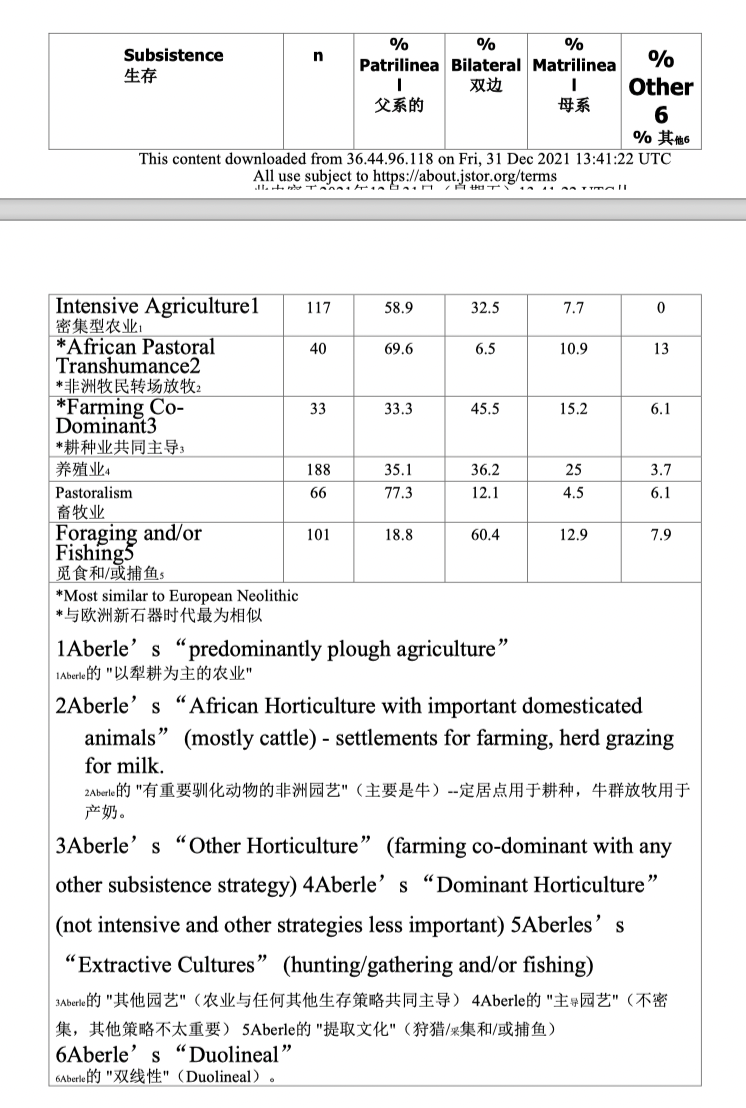 Subsistence
生存
n
%
Patrilinea
l
父系的
%
Bilateral
双边
%
Matrilinea
l
母系
%
Other
6
% 其他6
This content downloaded from 36.44.96.118 on Fri, 31 Dec 2021 13:41:22 UTC
All use subject to https://about.jstor.org/terms
Intensive Agriculture1
密集型农业1
117 58.9 32.5 7.7 0
*African Pastoral
Transhumance2
*非洲牧民转场放牧2
40 69.6 6.5 10.9 13
*Farming Co-
Dominant3
*耕种业共同主导3
33 33.3 45.5 15.2 6.1
养殖业4 188 35.1 36.2 25 3.7
Pastoralism
畜牧业
66 77.3 12.1 4.5 6.1
Foraging and/or
Fishing5
觅食和/或捕鱼5
101 18.8 60.4 12.9 7.9
*Most similar to European Neolithic
*与欧洲新石器时代最为相似
1Aberle’s “predominantly plough agriculture”
1Aberle的 "以犁耕为主的农业"
2Aberle’s “African Horticulture with important domesticated
animals” (mostly cattle) - settlements for farming, herd grazing
for milk.
2Aberle的 "有重要驯化动物的非洲园艺"（主要是牛）--定居点用于耕种，牛群放牧用于
产奶。
3Aberle’s “Other Horticulture” (farming co-dominant with any
other subsistence strategy) 4Aberle’s “Dominant Horticulture”
(not intensive and other strategies less important) 5Aberles’s
“Extractive Cultures” (hunting/gathering and/or fishing)
3Aberle的 "其他园艺"（农业与任何其他生存策略共同主导） 4Aberle的 "主导园艺"（不密
集，其他策略不太重要） 5Aberle的 "提取文化"（狩猎/采集和/或捕鱼）
6Aberle’s “Duolineal”
6Aberle的 "双线性"（Duolineal）。